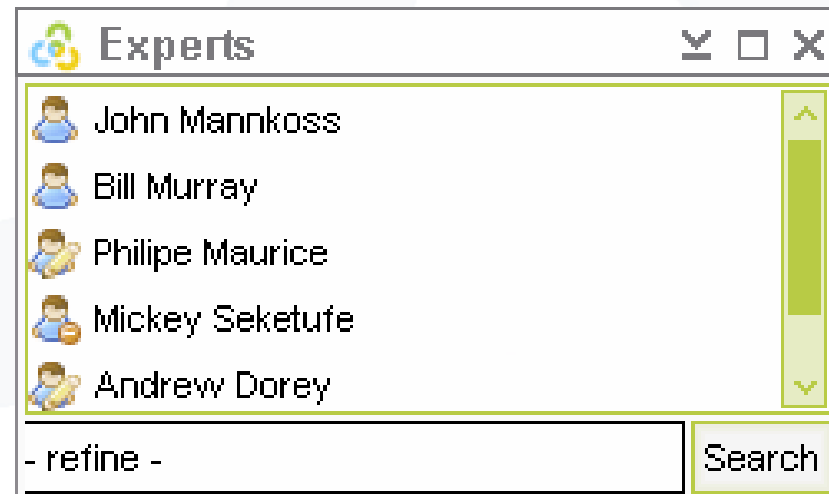 Experts
John Mannkoss
Bill Murray
Philipe Maurice
Mickey Seketufe
Andrew Dorey
- refine -
Search